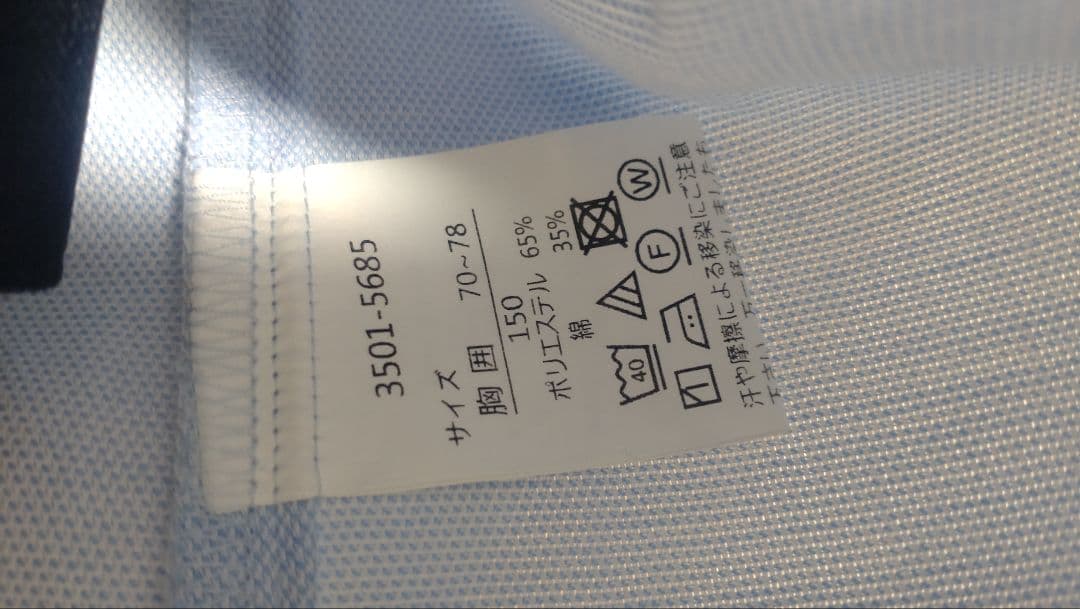 3501-5685
サイズ
胸囲 70~78
150
ポリエステル 65%
綿 35%
40
F W
汗や摩擦による移染にご注意